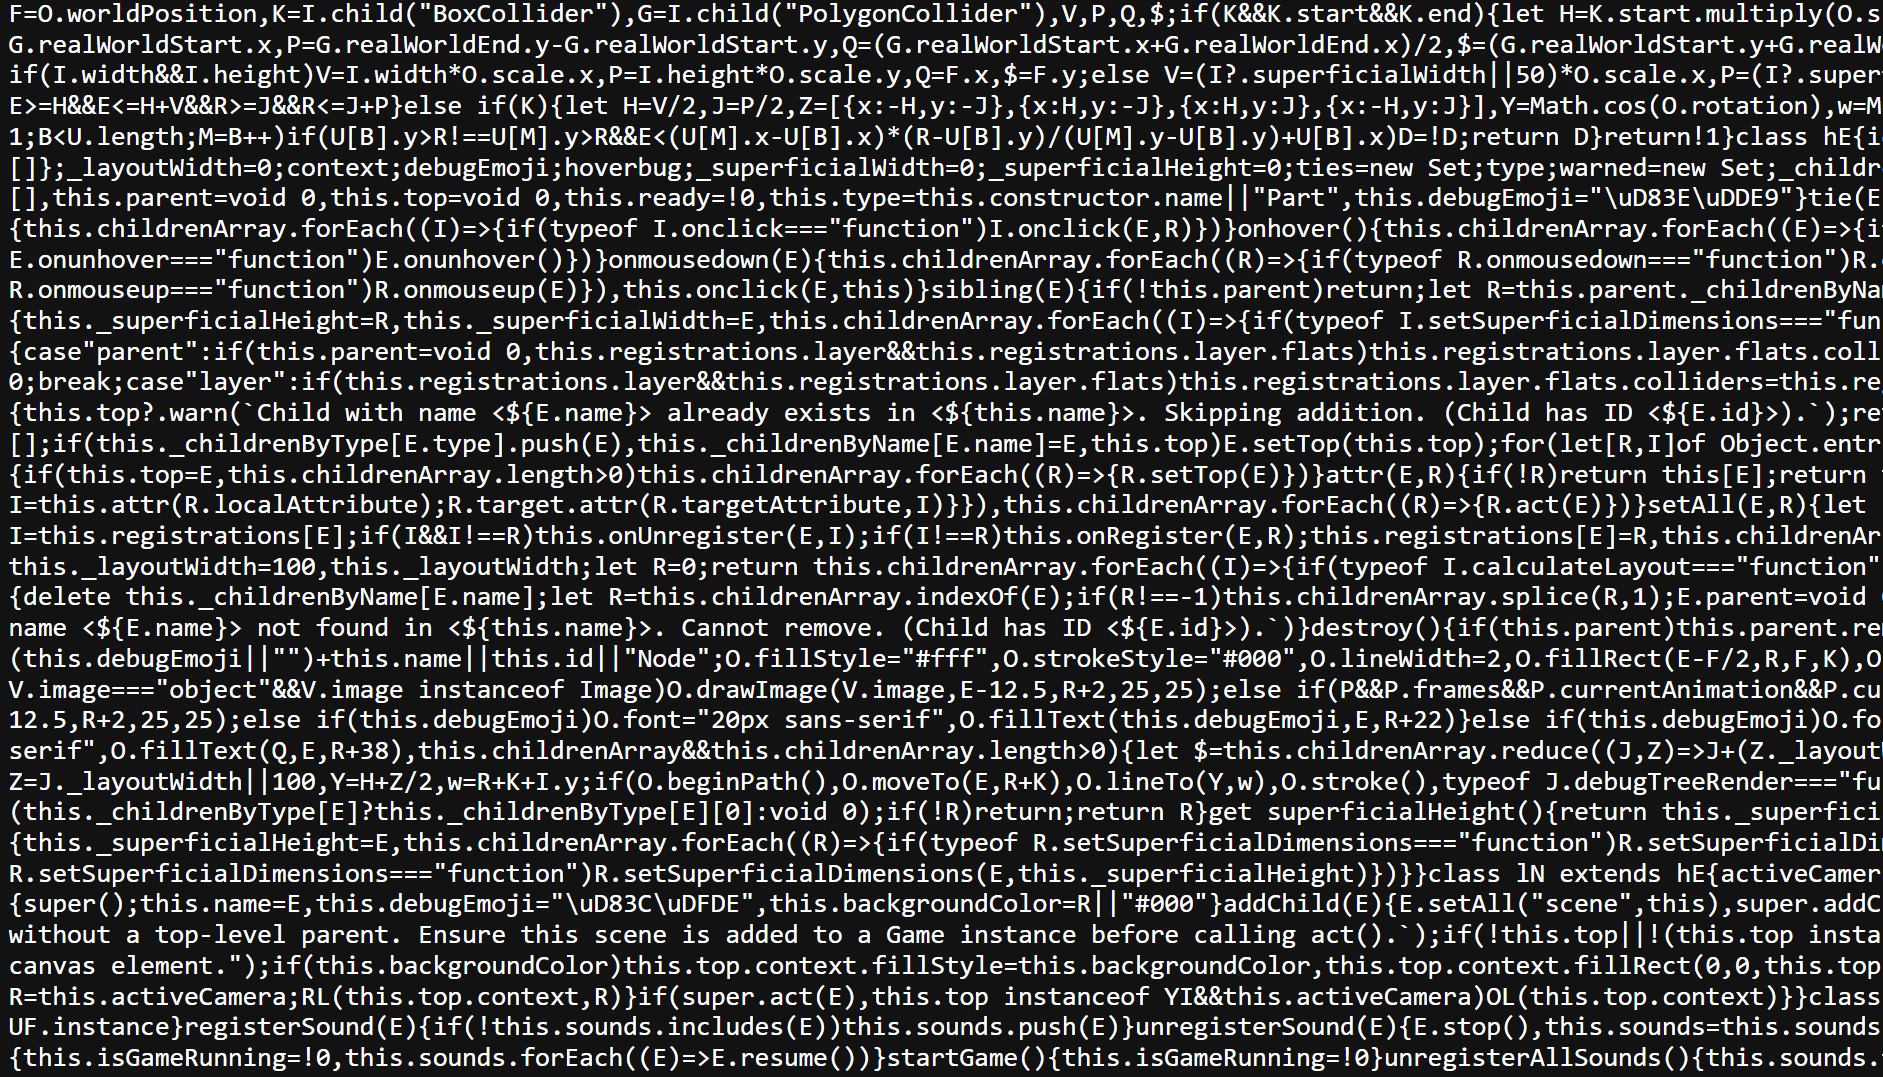 F=O.worldPosition,K=I.child("BoxCollider"),G=I.child("PolygonCollider"),V,P,Q,$;if(K&&K.start&&K.end){let H=K.start.multiply(O.s
G.realWorldStart.x,P=G.realWorldEnd.y-G.realWorldStart.y,Q=(G.realWorldStart.x+G.realWorldEnd.x)/2,$=(G.realWorldStart.y+G.realW
if(I.width&&I.height)V=I.width*O.scale.x,P=I.height*O.scale.y,Q=F.x,$=F.y;else V=(I?.superficialWidth||50)*O.scale.x,P=(I?.super
E>=H&&E<=H+V&&R>=J&&R<=J+P}else if(K){let H=V/2,J=P/2,Z=[{x:-H,y:-J},{x:H,y:-J},{x:H,y:J},{x:-H,y:J}],Y=Math.cos(O.rotation),w=M
1;B<U.length;M=B++)if(U[B].y>R!==U[M].y>R&&E<(U[M].x-U[B].x)*(R-U[B].y)/(U[M].y-U[B].y)+U[B].x)D=!D;return D}return!1}class hE{i
[]};_layoutWidth=0;context;debugEmoji;hoverbug;_superficialWidth=0;_superficialHeight=0;ties=new Set;type;warned=new Set;_childr
[],this.parent=void 0,this.top=void 0,this.ready=!0,this.type=this.constructor.name||"Part",this.debugEmoji="\uD83E\uDDE9"}tie(E
{this.childrenArray.forEach((I)=>{if(typeof I.onclick==="function")I.onclick(E,R)})}onhover(){this.childrenArray.forEach((E)=>{i
E.onunhover==="function")E.onunhover()})}onmousedown(E){this.childrenArray.forEach((R)=>{if(typeof R.onmousedown==="function")R.
R.onmouseup==="function")R.onmouseup(E)}),this.onclick(E,this)}sibling(E){if(!this.parent)return;let R=this.parent._childrenByNa
{this._superficialHeight=R,this._superficialWidth=E,this.childrenArray.forEach((I)=>{if(typeof I.setSuperficialDimensions==="fun
{case"parent":if(this.parent=void 0,this.registrations.layer&&this.registrations.layer.flats)this.registrations.layer.flats.coll
0;break;case"layer":if(this.registrations.layer&&this.registrations.layer.flats)this.registrations.layer.flats.colliders=this.re
{this.top?.warn(`Child with name <${E.name}> already exists in <${this.name}>. Skipping addition. (Child has ID <${E.id}>).`);re
[];if(this._childrenByType[E.type].push(E),this._childrenByName[E.name]=E,this.top)E.setTop(this.top);for(let[R,I]of Object.entr
{if(this.top=E,this.childrenArray.length>0)this.childrenArray.forEach((R)=>{R.setTop(E)})}attr(E,R){if(!R)return this[E];return
I=this.attr(R.localAttribute);R.target.attr(R.targetAttribute,I)}}),this.childrenArray.forEach((R)=>{R.act(E)})}setAll(E,R){let
I=this.registrations[E];if(I&&I!==R)this.onUnregister(E,I);if(I!==R)this.onRegister(E,R);this.registrations[E]=R,this.childrenAr
this._layoutWidth=100,this._layoutWidth;let R=0;return this.childrenArray.forEach((I)=>{if(typeof I.calculateLayout==="function"
{delete this._childrenByName[E.name];let R=this.childrenArray.indexOf(E);if(R!==-1)this.childrenArray.splice(R,1);E.parent=void
name <${E.name}> not found in <${this.name}>. Cannot remove. (Child has ID <${E.id}>).`)}destroy(){if(this.parent)this.parent.re
(this.debugEmoji||"")+this.name||this.id||"Node";O.fillStyle="#fff",O.strokeStyle="#000",O.lineWidth=2,O.fillRect(E-F/2,R,F,K),O
V.image==="object"&&V.image instanceof Image)O.drawImage(V.image,E-12.5,R+2,25,25);else if(P&&P.frames&&P.currentAnimation&&P.cu
12.5,R+2,25,25);else if(this.debugEmoji)O.font="20px sans-serif",O.fillText(this.debugEmoji,E,R+22)}else if(this.debugEmoji)O.fo
serif",O.fillText(Q,E,R+38),this.childrenArray&&this.childrenArray.length>0){let $=this.childrenArray.reduce((J,Z)=>J+(Z._layout
Z=J._layoutWidth||100,Y=H+Z/2,w=R+K+I.y;if(O.beginPath(),O.moveTo(E,R+K),O.lineTo(Y,w),O.stroke(),typeof J.debugTreeRender==="fu
(this._childrenByType[E]?this._childrenByType[E][0]:void 0);if(!R)return;return R}get superficialHeight(){return this._superfici
{this._superficialHeight=E,this.childrenArray.forEach((R)=>{if(typeof R.setSuperficialDimensions==="function")R.setSuperficialDi
R.setSuperficialDimensions==="function")R.setSuperficialDimensions(E,this._superficialHeight)})}}class lN extends hE{activeCamer
{super();this.name=E,this.debugEmoji="\uD83C\uDFDE",this.backgroundColor=R||"#000"}addChild(E){E.setAll("scene",this),super.addC
without a top-level parent. Ensure this scene is added to a Game instance before calling act().`);if(!this.top||!(this.top insta
canvas element.");if(this.backgroundColor)this.top.context.fillStyle=this.backgroundColor,this.top.context.fillRect(0,0,this.top
R=this.activeCamera;RL(this.top.context,R)}if(super.act(E),this.top instanceof YI&&this.activeCamera)OL(this.top.context)}}class
UF.instance}registerSound(E){if(!this.sounds.includes(E))this.sounds.push(E)}unregisterSound(E){E.stop(),this.sounds=this.sounds
{this.isGameRunning=!0,this.sounds.forEach((E)=>E.resume())}startGame(){this.isGameRunning=!0}unregisterAllSounds(){this.sounds.